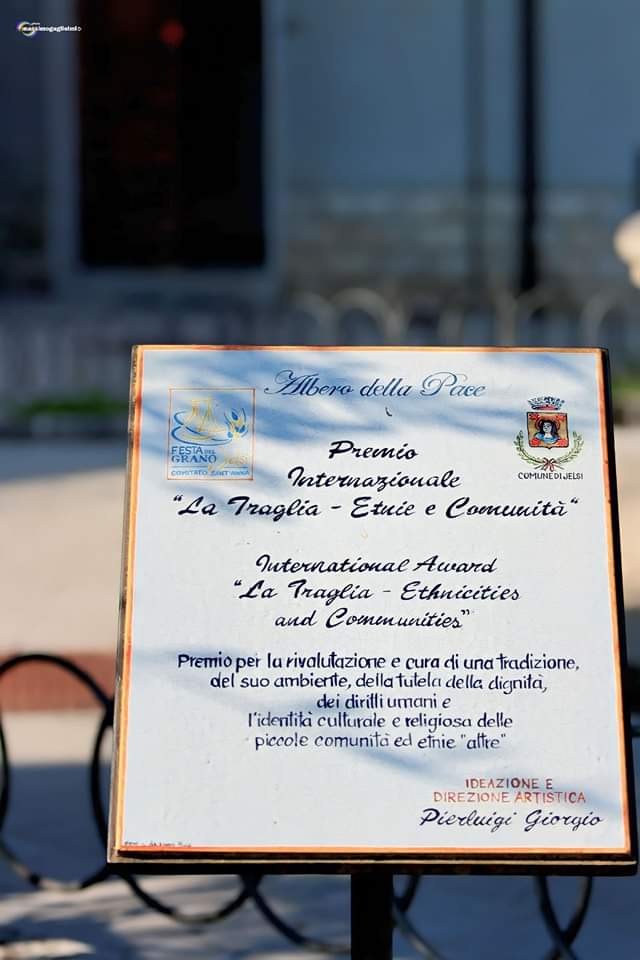 Albero della Pace
FESTA DEL
GRANO JELSI
COMITATO SANT'ANNA
COMUNE DI JELSI
Premio
Internazionale
"La Traglia - Etnie e Comunità"
International Award
"La Traglia - Ethnicities
and Communities"
Premio per la rivalutazione e cura di una tradizione,
del suo ambiente, della tutela della dignità,
dei diritti umani e
l'identità culturale e religiosa delle
piccole comunità ed etnie "altre"
IDEAZIONE E
DIREZIONE ARTISTICA
Pierluigi Giorgio